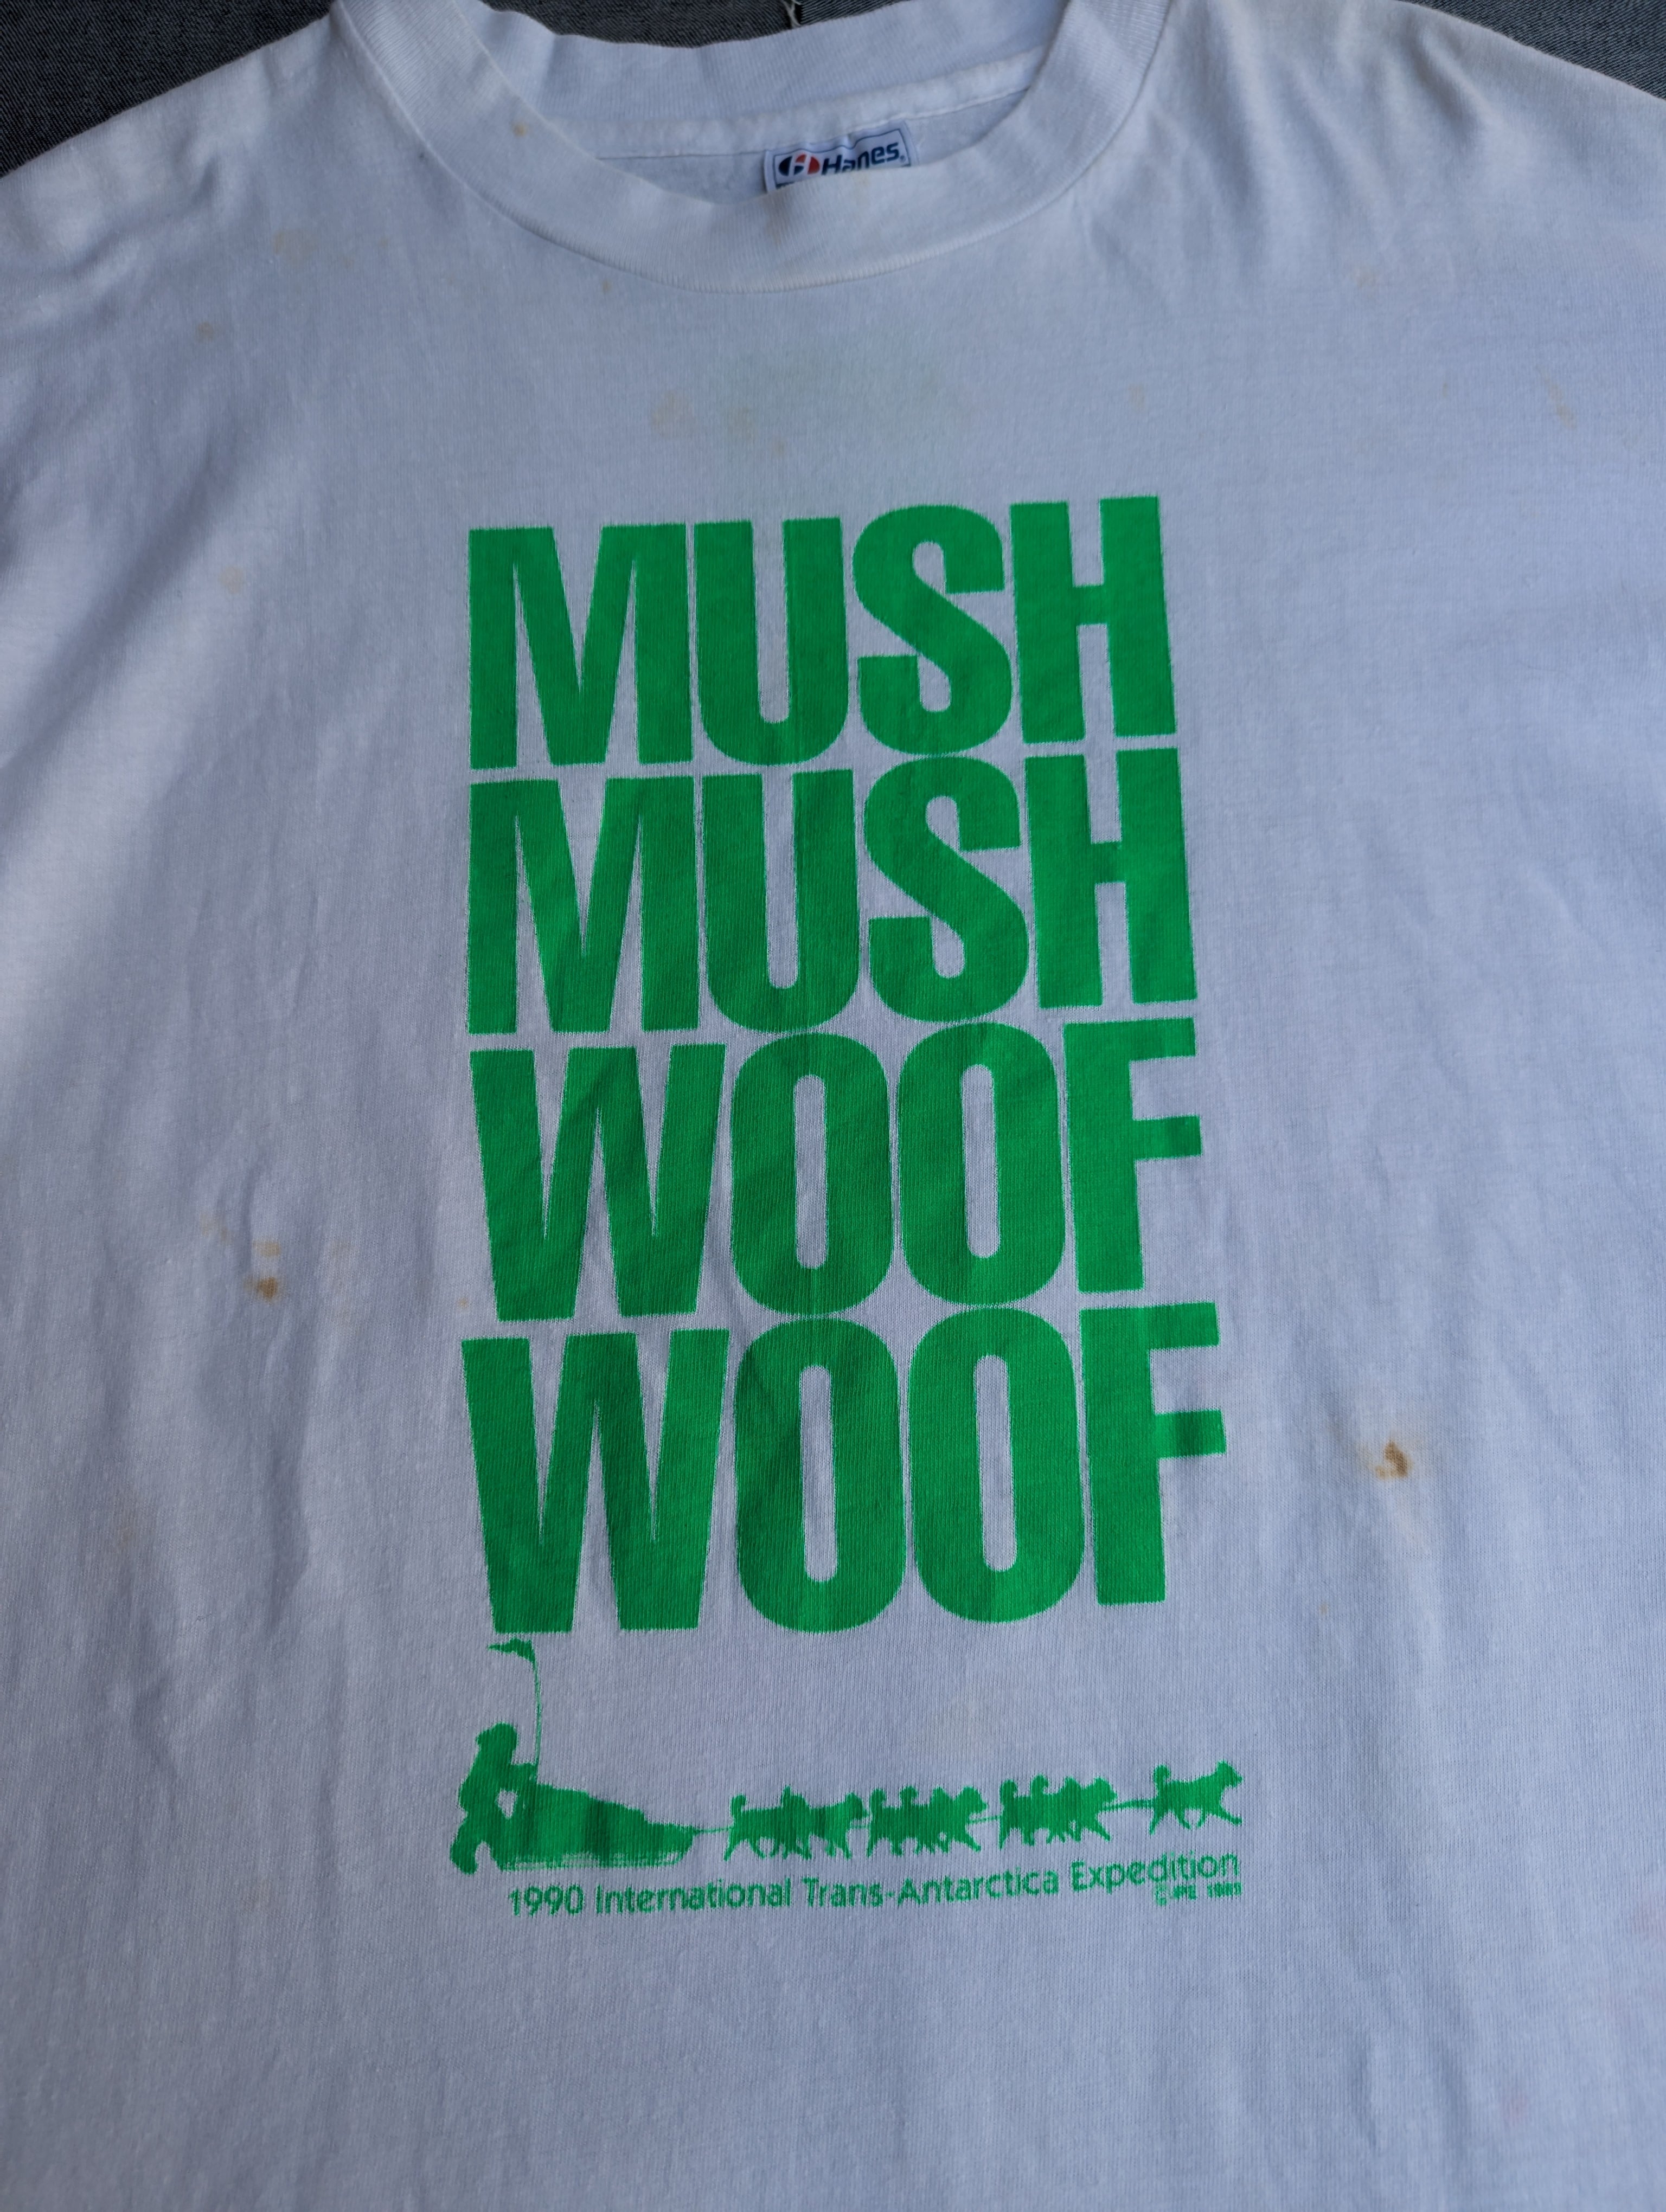 Hanes
MUSH
MUSH
WOOF
WOOF
1990 International Trans-Antarctica Expedition